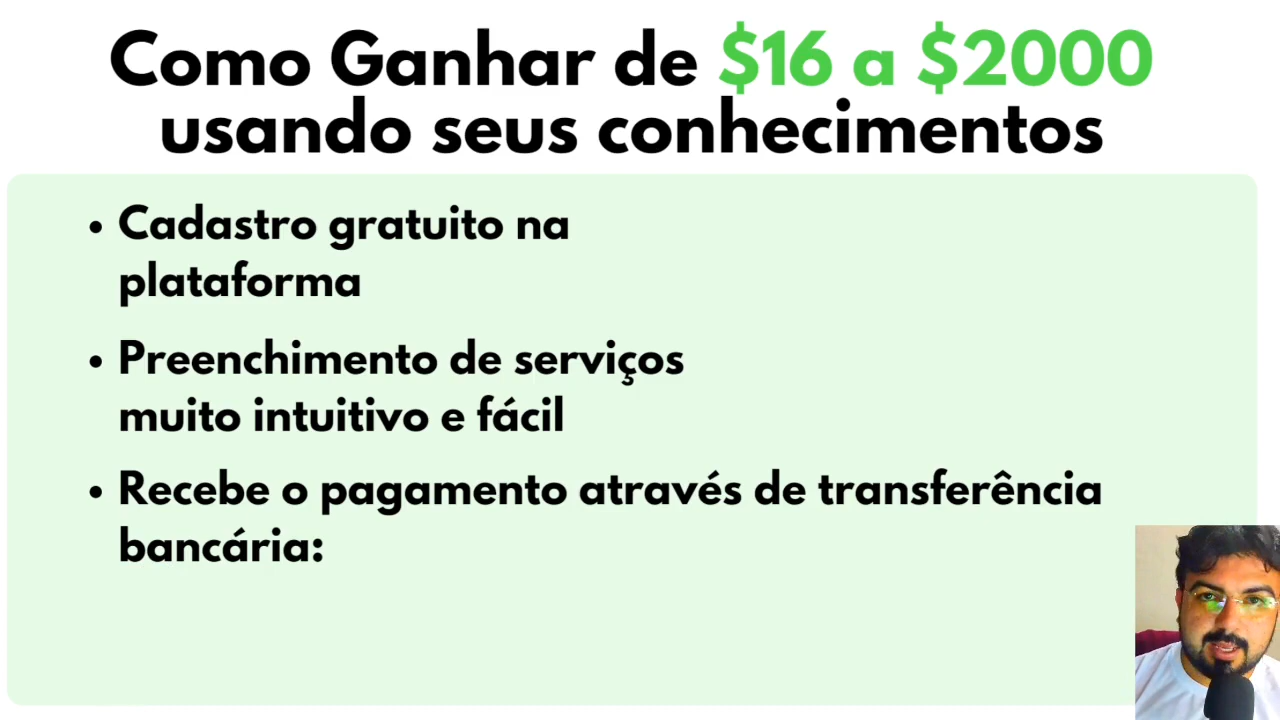 Como Ganhar de $16 a $2000
usando seus conhecimentos
• Cadastro gratuito na
plataforma
• Preenchimento de serviços
muito intuitivo e fácil
• Recebe o pagamento através de transferência
bancária: